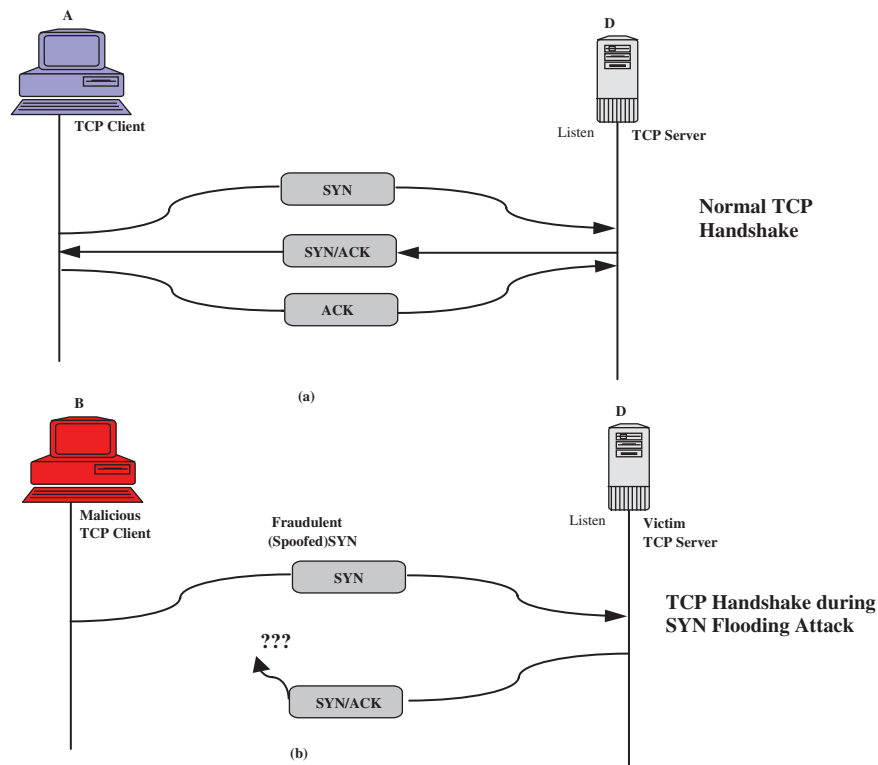 A
D
TCP Client
Listen
TCP Server
SYN
Normal TCP
Handshake
SYN/ACK
ACK
(a)
B
D
Malicious
TCP Client
Fraudulent
(Spoofed)SYN
Listen
Victim
TCP Server
SYN
TCP Handshake during
SYN Flooding Attack
???
SYN/ACK
(b)